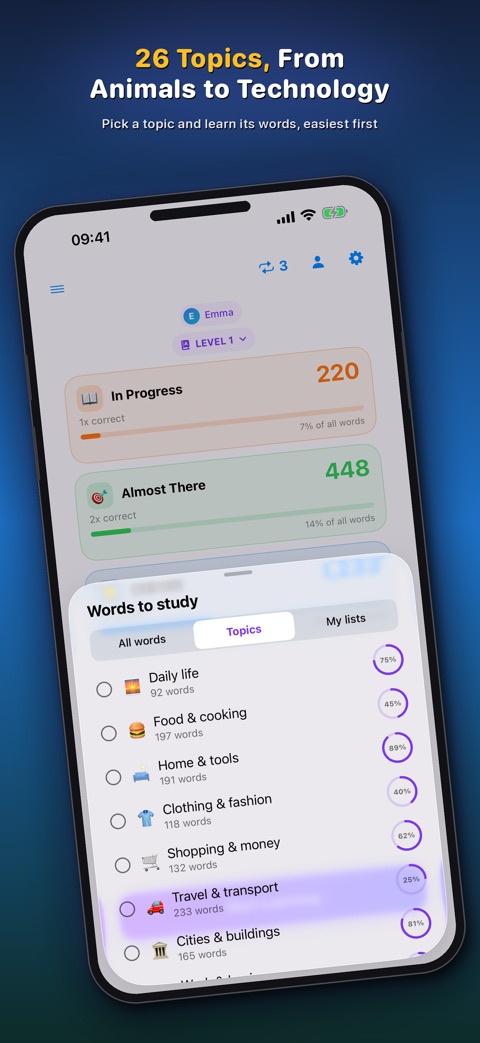 26 Topics, From
Animals to Technology
Pick a topic and learn its words, easiest first
09:41
3
E Emma
LEVEL 1
In Progress
220
1x correct
7% of all words
Almost There
448
2x correct
14% of all words
Words to study
All words
Topics
My lists
Daily life
92 words
75%
Food & cooking
197 words
45%
Home & tools
191 words
89%
Clothing & fashion
118 words
40%
Shopping & money
132 words
62%
Travel & transport
233 words
25%
Cities & buildings
165 words
81%